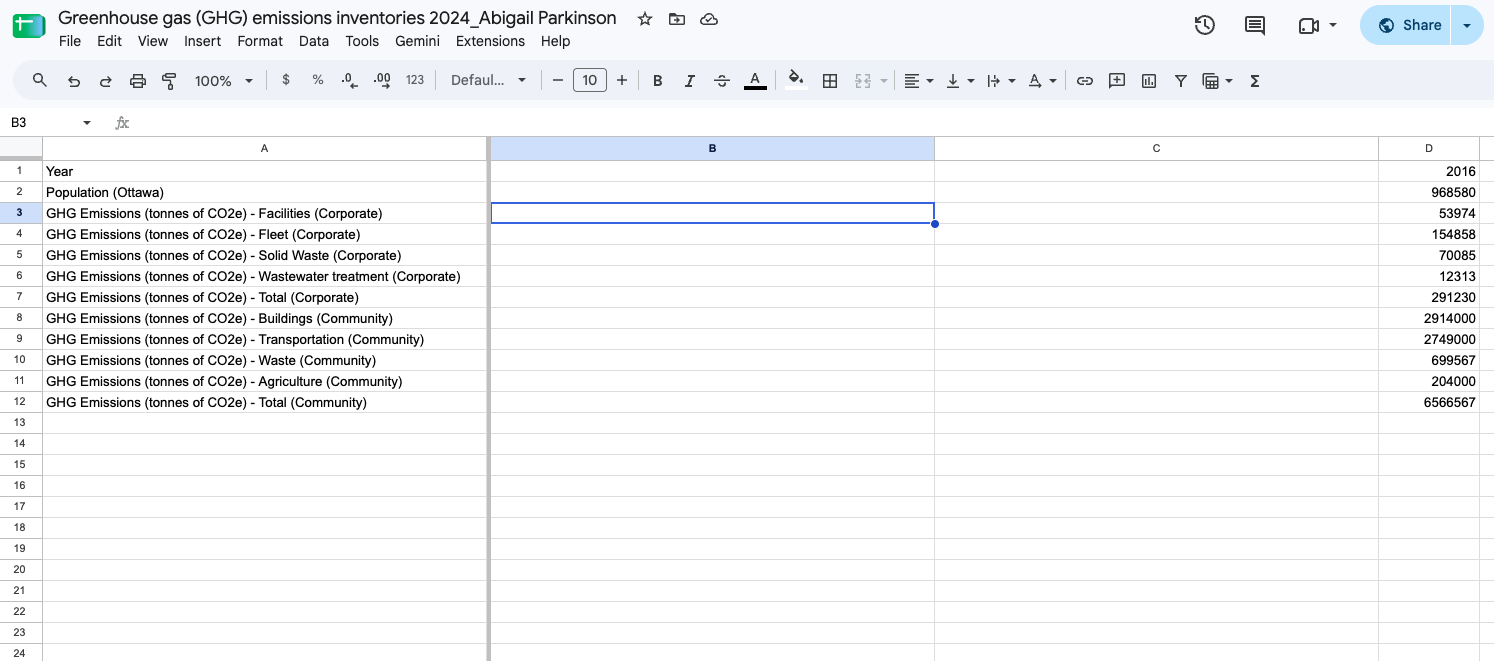 Greenhouse gas (GHG) emissions inventories 2024_Abigail Parkinson
File Edit View Insert Format Data Tools Gemini Extensions Help
Share
100% $ % .0 .00 123 Defaul... − 10 + B I S A A Σ
B3 fx
A B C D
1 Year 2016
2 Population (Ottawa) 968580
3 GHG Emissions (tonnes of CO2e) - Facilities (Corporate) 53974
4 GHG Emissions (tonnes of CO2e) - Fleet (Corporate) 154858
5 GHG Emissions (tonnes of CO2e) - Solid Waste (Corporate) 70085
6 GHG Emissions (tonnes of CO2e) - Wastewater treatment (Corporate) 12313
7 GHG Emissions (tonnes of CO2e) - Total (Corporate) 291230
8 GHG Emissions (tonnes of CO2e) - Buildings (Community) 2914000
9 GHG Emissions (tonnes of CO2e) - Transportation (Community) 2749000
10 GHG Emissions (tonnes of CO2e) - Waste (Community) 699567
11 GHG Emissions (tonnes of CO2e) - Agriculture (Community) 204000
12 GHG Emissions (tonnes of CO2e) - Total (Community) 6566567
13
14
15
16
17
18
19
20
21
22
23
24